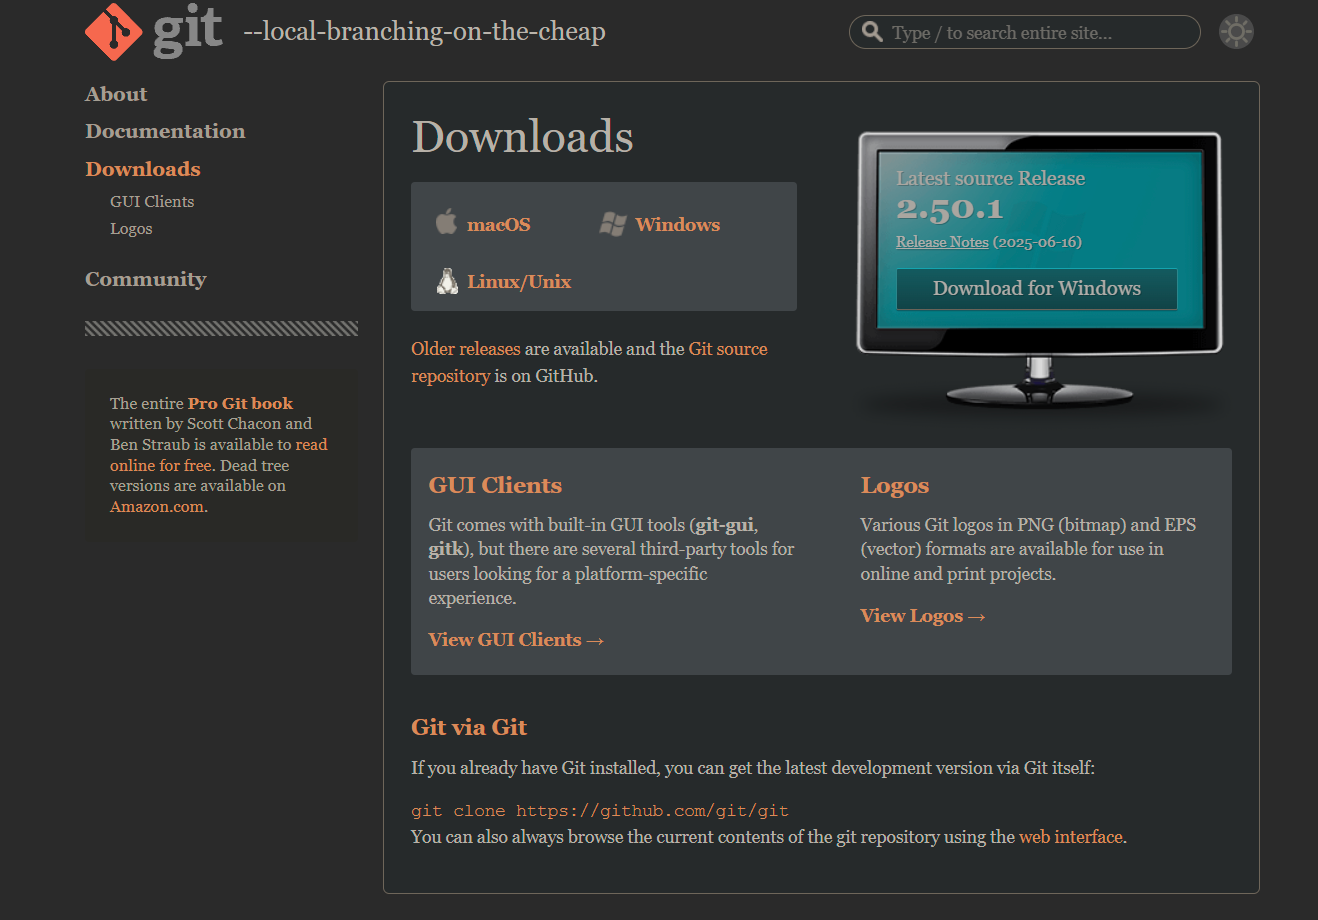 git --local-branching-on-the-cheap
Type / to search entire site...
About
Documentation
Downloads
GUI Clients
Logos
Community
The entire Pro Git book
written by Scott Chacon and
Ben Straub is available to read
online for free. Dead tree
versions are available on
Amazon.com.
Downloads
macOS
Windows
Linux/Unix
Older releases are available and the Git source
repository is on GitHub.
Latest source Release
2.50.1
Release Notes (2025-06-16)
Download for Windows
GUI Clients
Git comes with built-in GUI tools (git-gui,
gitk), but there are several third-party tools for
users looking for a platform-specific
experience.
View GUI Clients →
Logos
Various Git logos in PNG (bitmap) and EPS
(vector) formats are available for use in
online and print projects.
View Logos →
Git via Git
If you already have Git installed, you can get the latest development version via Git itself:
git clone https://github.com/git/git
You can also always browse the current contents of the git repository using the web interface.